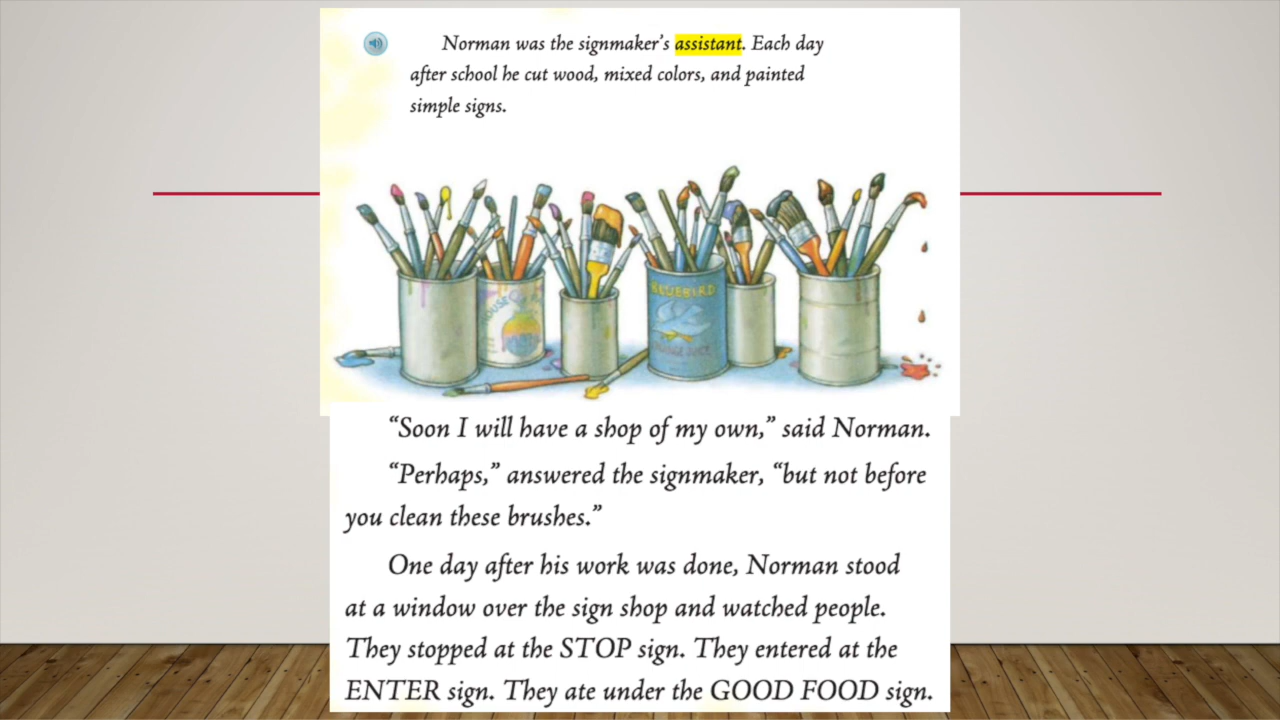 Norman was the signmaker's assistant. Each day
after school he cut wood, mixed colors, and painted
simple signs.
HOUSE OF
BLUEBIRD
JUICE
“Soon I will have a shop of my own,” said Norman.
“Perhaps,” answered the signmaker, “but not before
you clean these brushes.”
One day after his work was done, Norman stood
at a window over the sign shop and watched people.
They stopped at the STOP sign. They entered at the
ENTER sign. They ate under the GOOD FOOD sign.